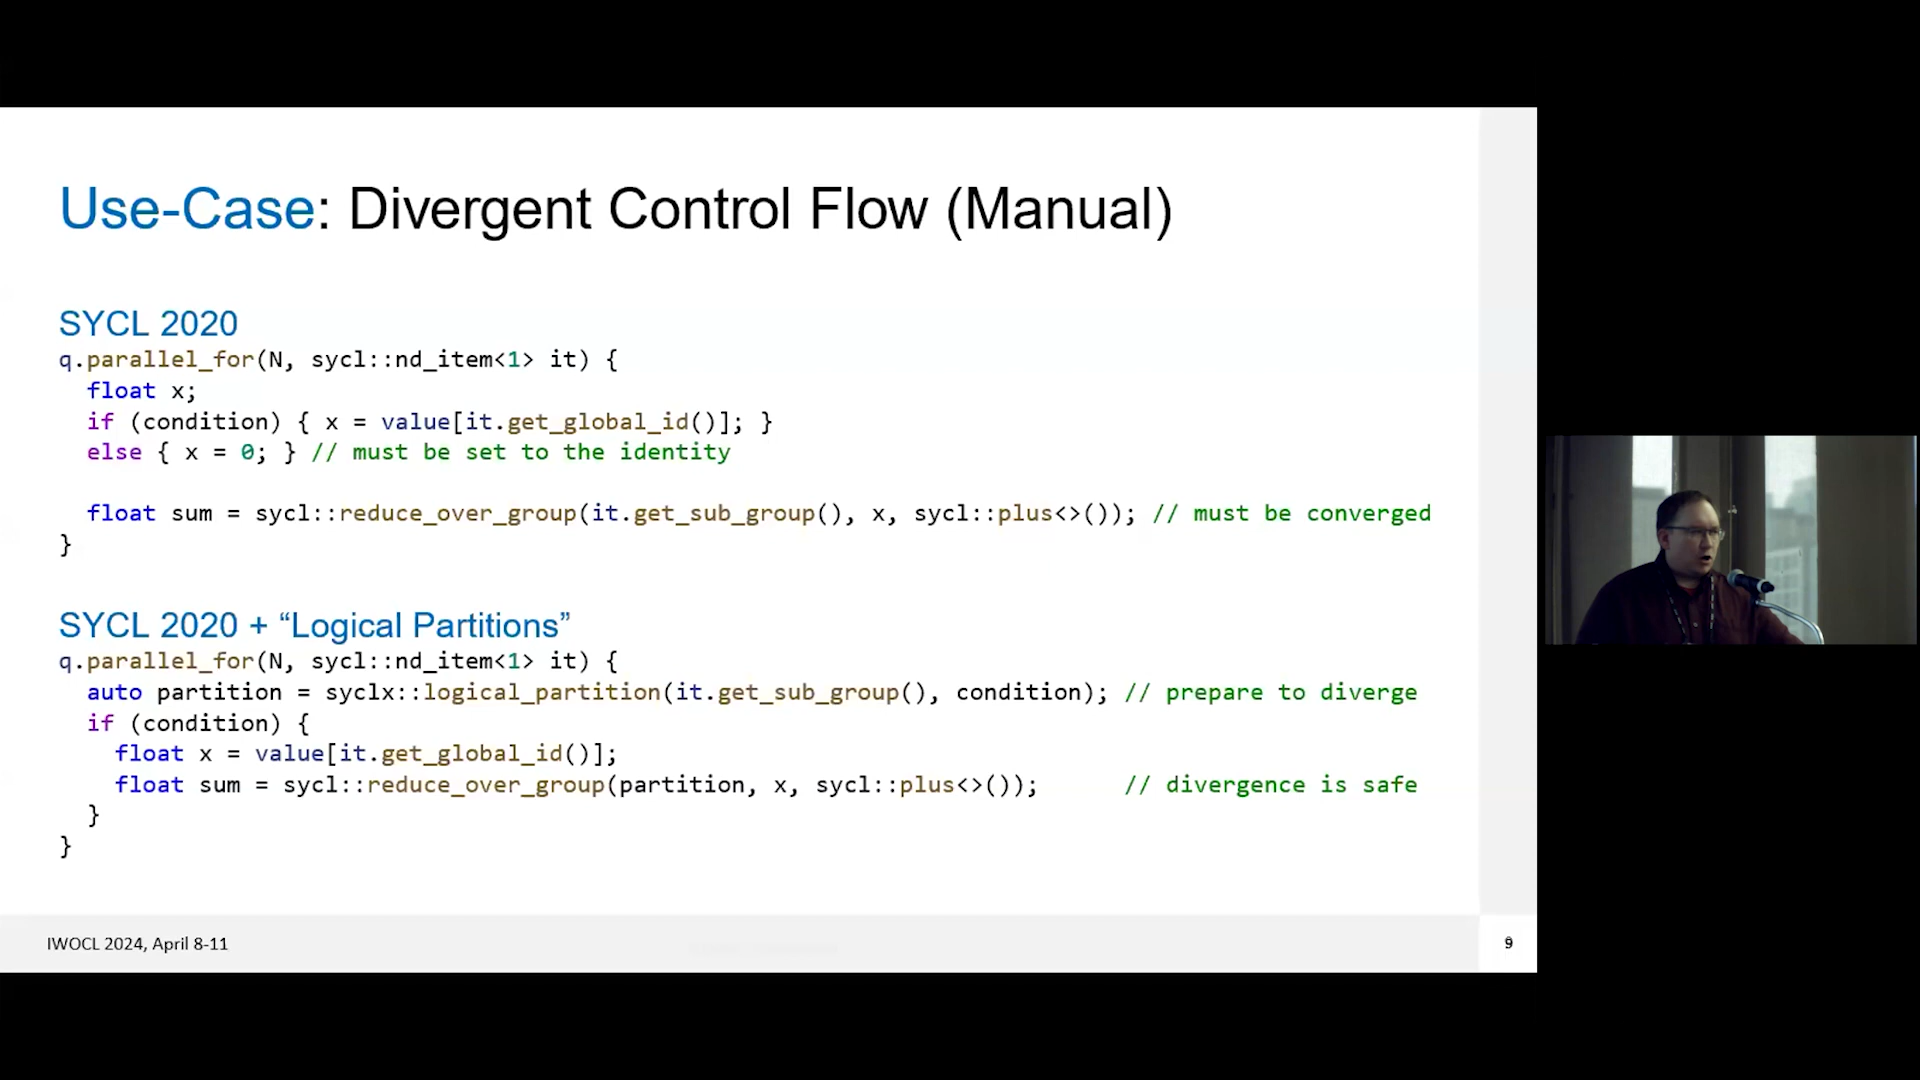 Use-Case: Divergent Control Flow (Manual)
SYCL 2020
q.parallel_for(N, sycl::nd_item<1> it) {
  float x;
  if (condition) { x = value[it.get_global_id()]; }
  else { x = 0; } // must be set to the identity
  float sum = sycl::reduce_over_group(it.get_sub_group(), x, sycl::plus<>()); // must be converged
}
SYCL 2020 + “Logical Partitions”
q.parallel_for(N, sycl::nd_item<1> it) {
  auto partition = syclx::logical_partition(it.get_sub_group(), condition); // prepare to diverge
  if (condition) {
    float x = value[it.get_global_id()];
    float sum = sycl::reduce_over_group(partition, x, sycl::plus<>());      // divergence is safe
  }
}
IWOCL 2024, April 8-11
9